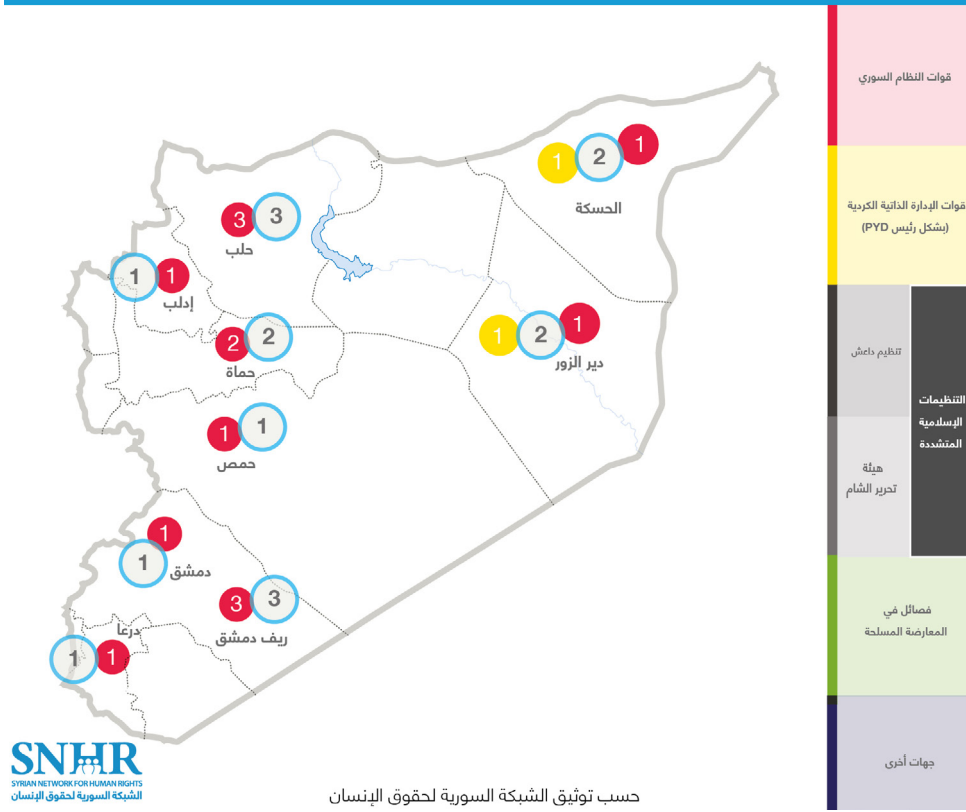 قوات النظام السوري
قوات الإدارة الذاتية الكردية
(بشكل رئيس PYD)
التنظيمات
الإسلامية
المتشددة
تنظيم داعش
هيئة
تحرير الشام
فصائل في
المعارضة المسلحة
جهات أخرى
1
2
1
الحسكة
3
3
حلب
1
1
إدلب
1
2
1
دير الزور
2
2
حماة
1
1
حمص
1
1
دمشق
3
3
ريف دمشق
درعا
1
1
SNHR
SYRIAN NETWORK FOR HUMAN RIGHTS
الشبكة السورية لحقوق الإنسان
حسب توثيق الشبكة السورية لحقوق الإنسان